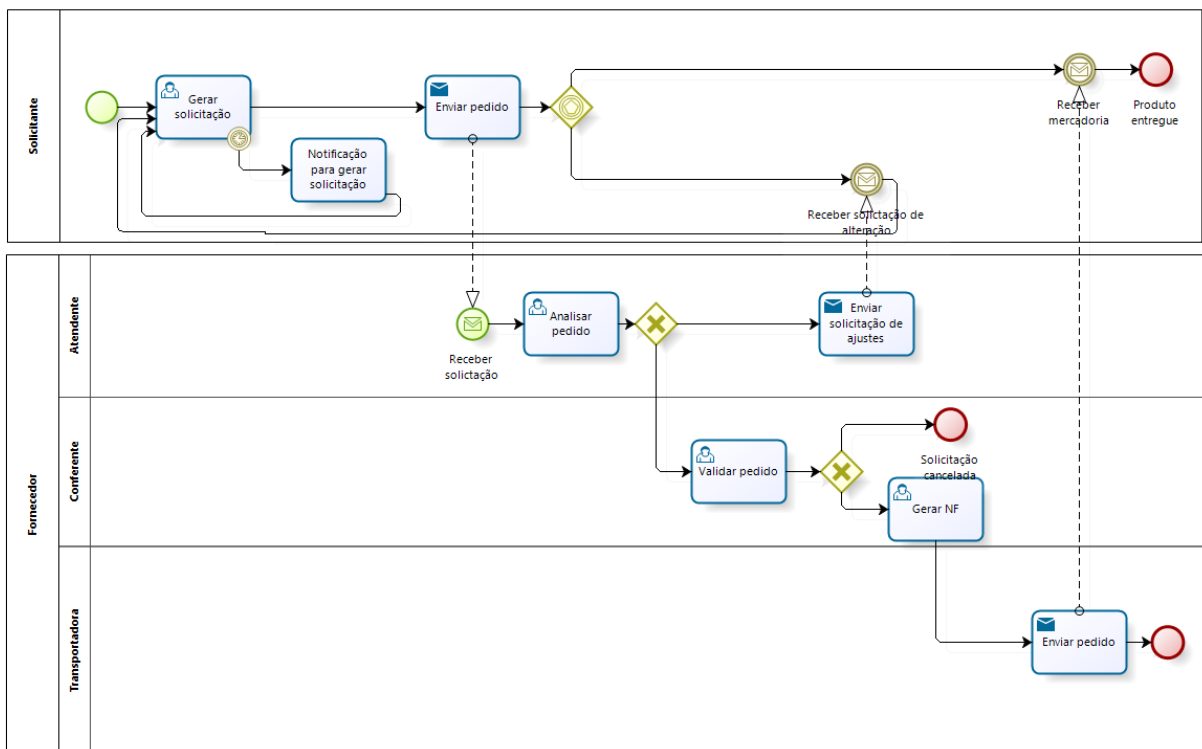 Solicitante
Gerar
solicitação
Notificação
para gerar
solicitação
Enviar pedido
Receber solictação de
alteração
Receber
mercadoria
Produto
entregue
Fornecedor
Atendente
Receber
solictação
Analisar
pedido
Enviar
solicitação de
ajustes
Conferente
Validar pedido
Solicitação
cancelada
Gerar NF
Transportadora
Enviar pedido